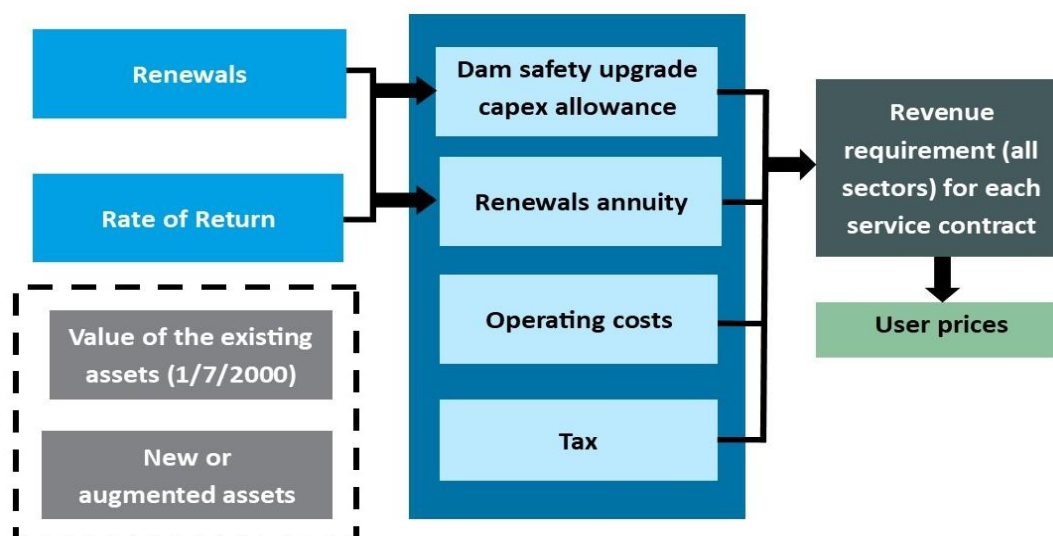 Renewals
Rate of Return
Value of the existing
assets (1/7/2000)
New or
augmented assets
Dam safety upgrade
capex allowance
Renewals annuity
Operating costs
Tax
Revenue
requirement (all
sectors) for each
service contract
User prices